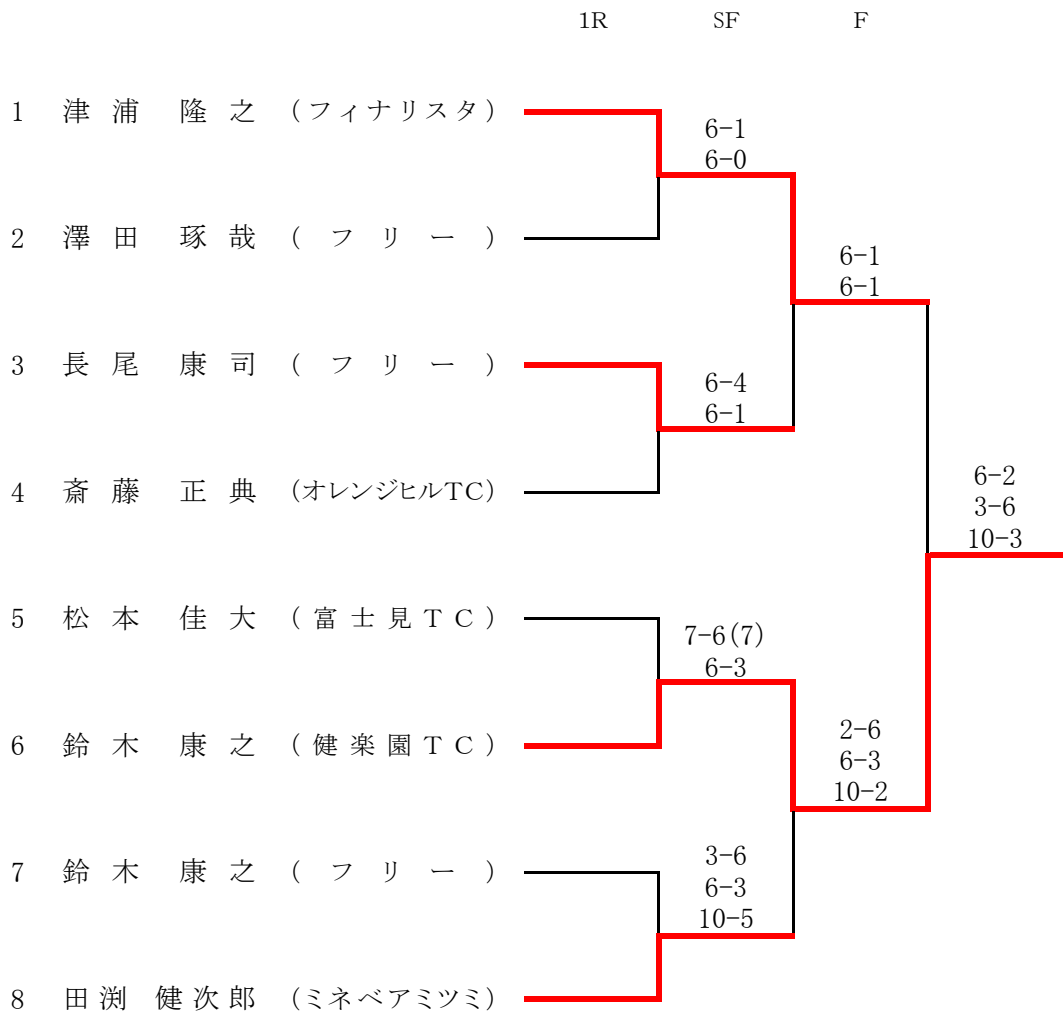 1R SF F
1 津浦 隆之 (フィナリスタ)
6-1
6-0
2 澤田 琢哉 (フリー)
6-1
6-1
3 長尾 康司 (フリー)
6-4
6-1
4 斎藤 正典 (オレンジヒルTC)
6-2
3-6
10-3
5 松本 佳大 (富士見TC)
7-6(7)
6-3
6 鈴木 康之 (健楽園TC)
2-6
6-3
10-2
7 鈴木 康之 (フリー)
3-6
6-3
10-5
8 田渕 健次郎 (ミネベアミツミ)